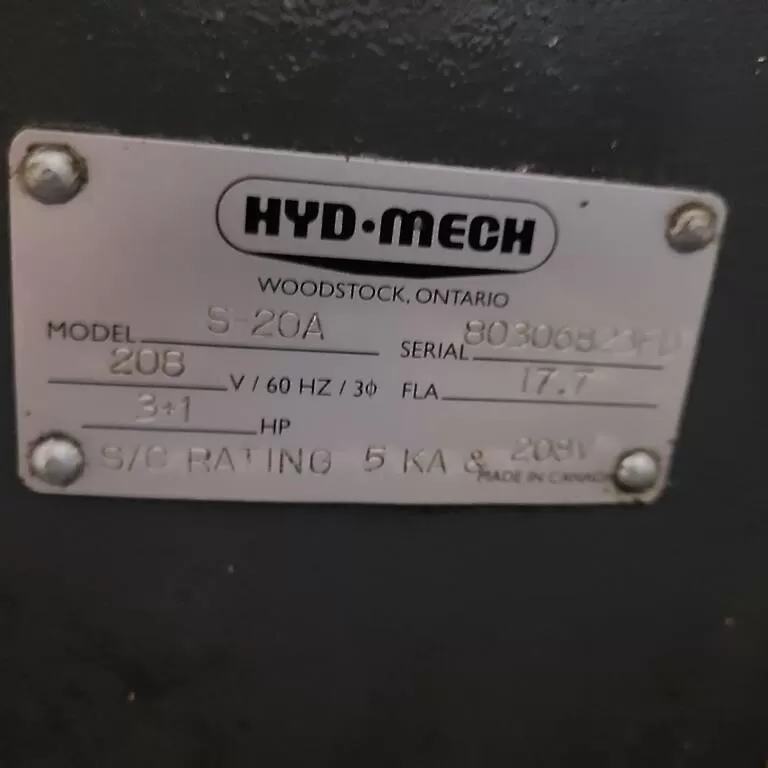 HYD·MECH
WOODSTOCK, ONTARIO
MODEL S-20A SERIAL
208 V / 60 HZ / 3ϕ FLA 17.7
3+1 HP
S/C RATING 5 KA & 208V
MADE IN CANADA